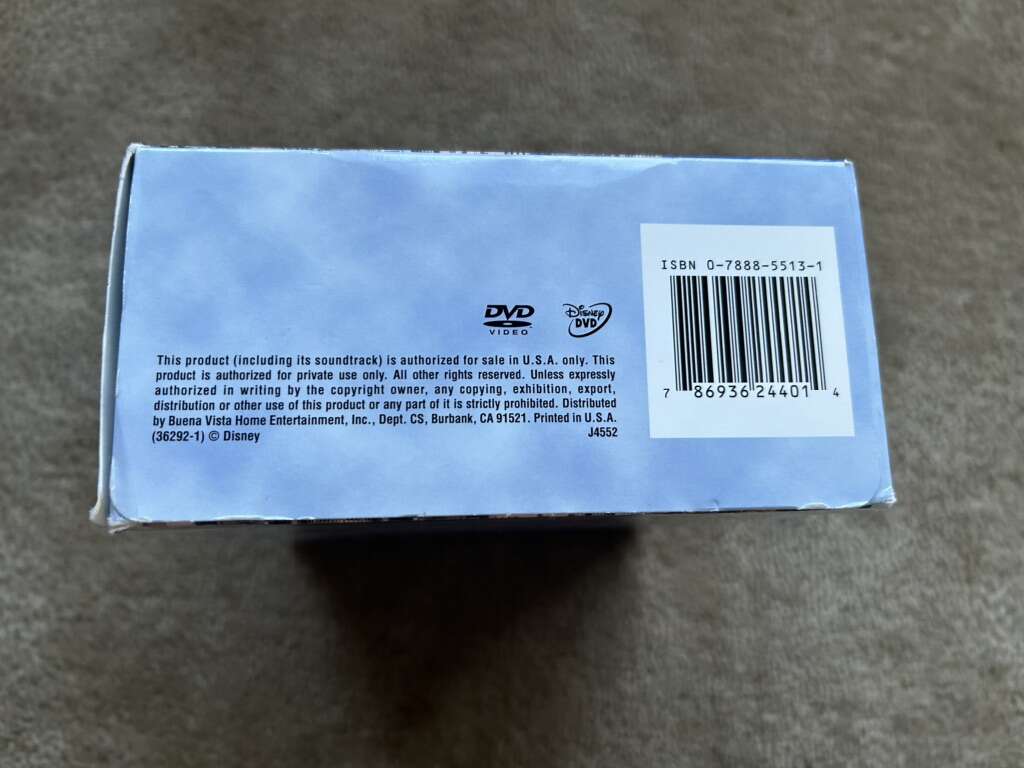 ISBN 0-7888-5513-1
7 86936 24401 4
DVD
VIDEO
Disney
DVD
This product (including its soundtrack) is authorized for sale in U.S.A. only. This
product is authorized for private use only. All other rights reserved. Unless expressly
authorized in writing by the copyright owner, any copying, exhibition, export,
distribution or other use of this product or any part of it is strictly prohibited. Distributed
by Buena Vista Home Entertainment, Inc., Dept. CS, Burbank, CA 91521. Printed in U.S.A.
(36292-1) © Disney J4552